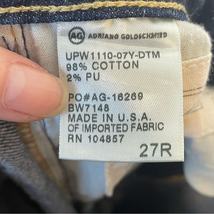 AG ADRIANO GOLDSCHMIED
UPW1110-07Y-DTM
98% COTTON
2% PU
PO#AG-16269
BW7148
MADE IN U.S.A.
OF IMPORTED FABRIC
RN 104857
27R